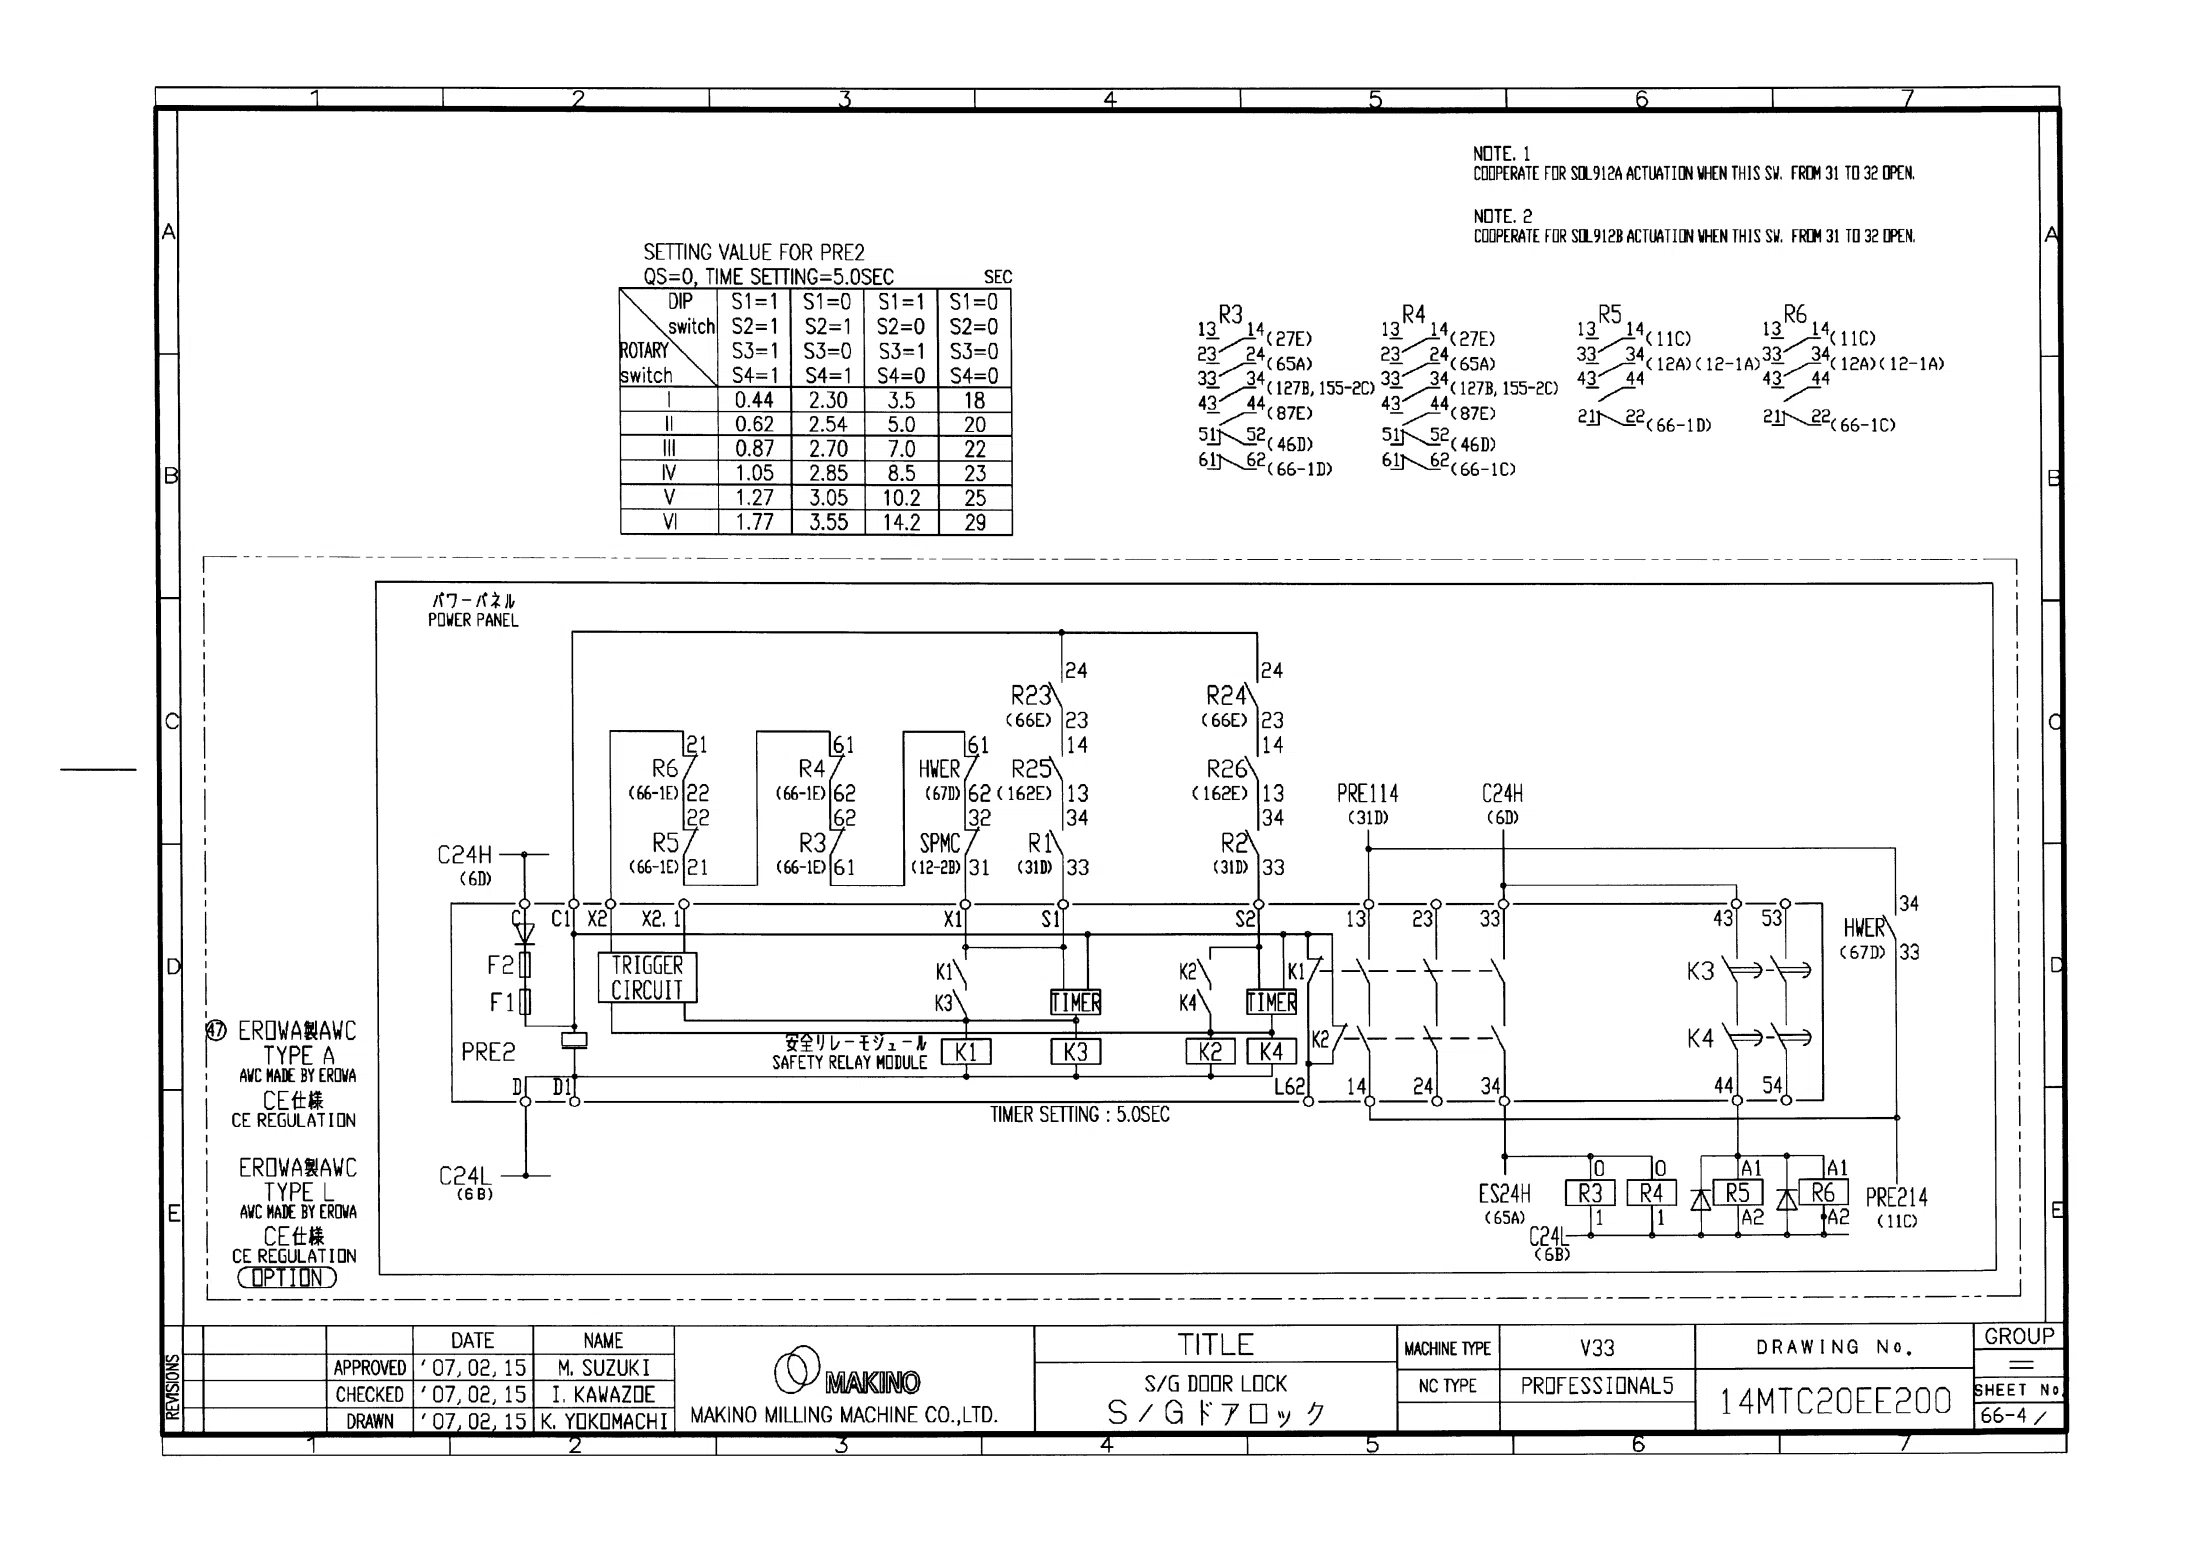 1 2 3 4 5 6 7
NOTE. 1
COOPERATE FOR SOL912A ACTUATION WHEN THIS SW. FROM 31 TO 32 OPEN.
NOTE. 2
COOPERATE FOR SOL912B ACTUATION WHEN THIS SW. FROM 31 TO 32 OPEN.
A A
SETTING VALUE FOR PRE2
QS=0, TIME SETTING=5.0SEC SEC
DIP switch S1=1 S1=0 S1=1 S1=0
S2=1 S2=1 S2=0 S2=0
ROTARY switch S3=1 S3=0 S3=1 S3=0
S4=1 S4=1 S4=0 S4=0
I 0.44 2.30 3.5 18
II 0.62 2.54 5.0 20
III 0.87 2.70 7.0 22
IV 1.05 2.85 8.5 23
V 1.27 3.05 10.2 25
VI 1.77 3.55 14.2 29
R3
13 14 (27E)
23 24 (65A)
33 34 (127B, 155-2C)
43 44 (87E)
51 52 (46D)
61 62 (66-1D)
R4
13 14 (27E)
23 24 (65A)
33 34 (127B, 155-2C)
43 44 (87E)
51 52 (46D)
61 62 (66-1C)
R5
13 14 (11C)
33 34 (12A)(12-1A)
43 44
21 22 (66-1D)
R6
13 14 (11C)
33 34 (12A)(12-1A)
43 44
21 22 (66-1C)
B B
パワーパネル
POWER PANEL
24 24
R23 R24
(66E) 23 (66E) 23
C C
21 61 61 14 14
R6 R4 HWER R25 R26
(66-1E) 22 (66-1E) 62 (67D) 62 (162E) 13 (162E) 13
22 62 32 34 34
R5 R3 SPMC R1 R2
(66-1E) 21 (66-1E) 61 (12-2B) 31 (31D) 33 (31D) 33
PRE114 C24H
(31D) (6D)
C24H
(6D)
C C1 X2 X2.1 X1 S1 S2 13 23 33 43 53
34
HWER
(67D) 33
F2
F1
TRIGGER
CIRCUIT
K1 K2 K1 K3
K3 TIMER K4 TIMER
D D
PRE2
安全リレーモジュール
SAFETY RELAY MODULE
K1 K3 K2 K4 K2 K4
D D1 L62 14 24 34 44 54
TIMER SETTING : 5.0SEC
47 EROWA製AWC
TYPE A
AWC MADE BY EROWA
CE仕様
CE REGULATION
EROWA製AWC
TYPE L
AWC MADE BY EROWA
CE仕様
CE REGULATION
OPTION
C24L
(6B)
0 0 A1 A1
ES24H R3 R4 R5 R6 PRE214
(65A) 1 1 A2 A2 (11C)
C24L
(6B)
E E
REVISIONS
DATE NAME
APPROVED '07,02,15 M. SUZUKI
CHECKED '07,02,15 I. KAWAZOE
DRAWN '07,02,15 K. YOKOMACHI
MAKINO
MAKINO MILLING MACHINE CO.,LTD.
TITLE
S/G DOOR LOCK
S/Gドアロック
MACHINE TYPE V33
NC TYPE PROFESSIONAL5
DRAWING No.
14MTC20EE200
GROUP
=
SHEET No.
66-4/
1 2 3 4 5 6 7